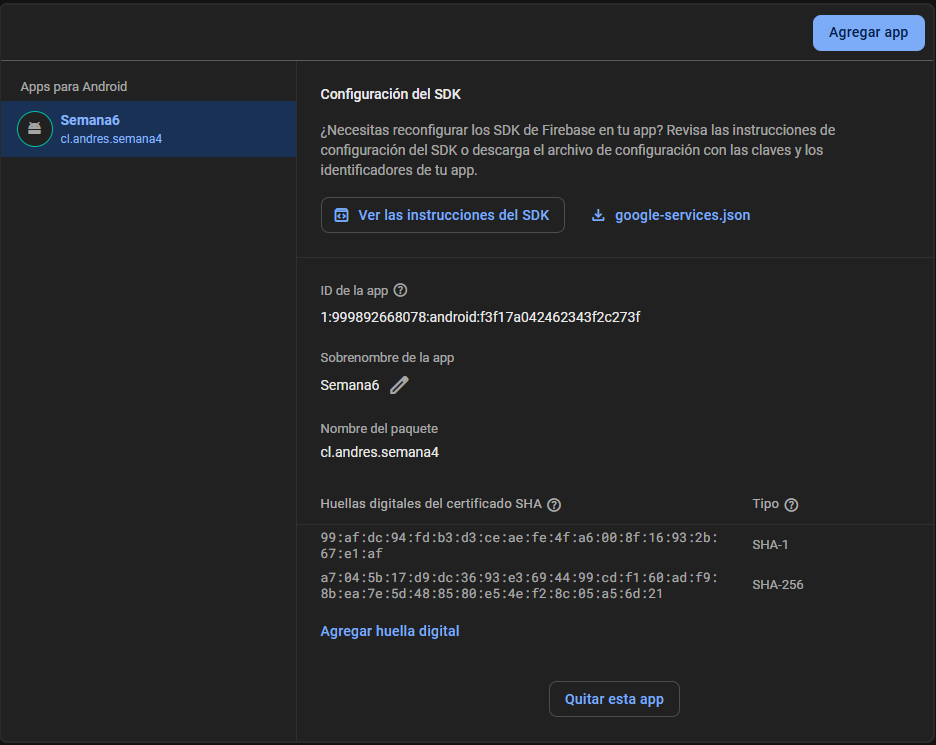 Agregar app
Apps para Android
Semana6
cl.andres.semana4
Configuración del SDK
¿Necesitas reconfigurar los SDK de Firebase en tu app? Revisa las instrucciones de
configuración del SDK o descarga el archivo de configuración con las claves y los
identificadores de tu app.
Ver las instrucciones del SDK
google-services.json
ID de la app
1:999892668078:android:f3f17a042462343f2c273f
Sobrenombre de la app
Semana6
Nombre del paquete
cl.andres.semana4
Huellas digitales del certificado SHA
Tipo
99:af:dc:94:fd:b3:d3:ce:ae:fe:4f:a6:00:8f:16:93:2b:
67:e1:af
SHA-1
a7:04:5b:17:d9:dc:36:93:e3:69:44:99:cd:f1:60:ad:f9:
8b:ea:7e:5d:48:85:80:e5:4e:f2:8c:05:a5:6d:21
SHA-256
Agregar huella digital
Quitar esta app